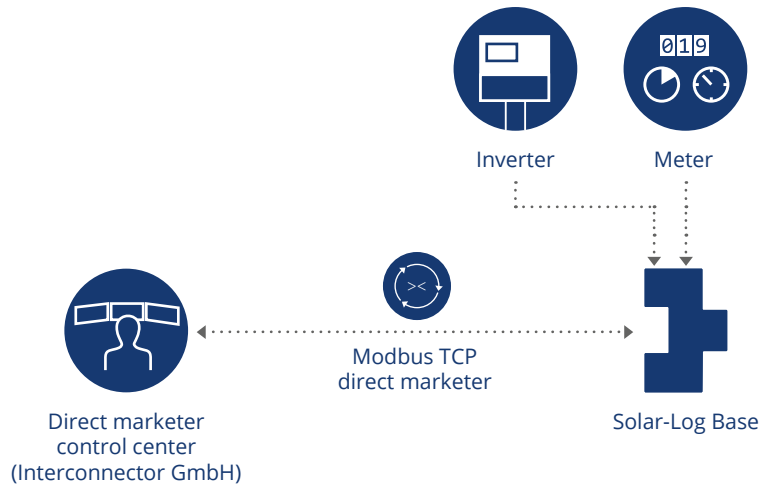 019
Inverter
Meter
><
Modbus TCP
direct marketer
Direct marketer
control center
(Interconnector GmbH)
Solar-Log Base